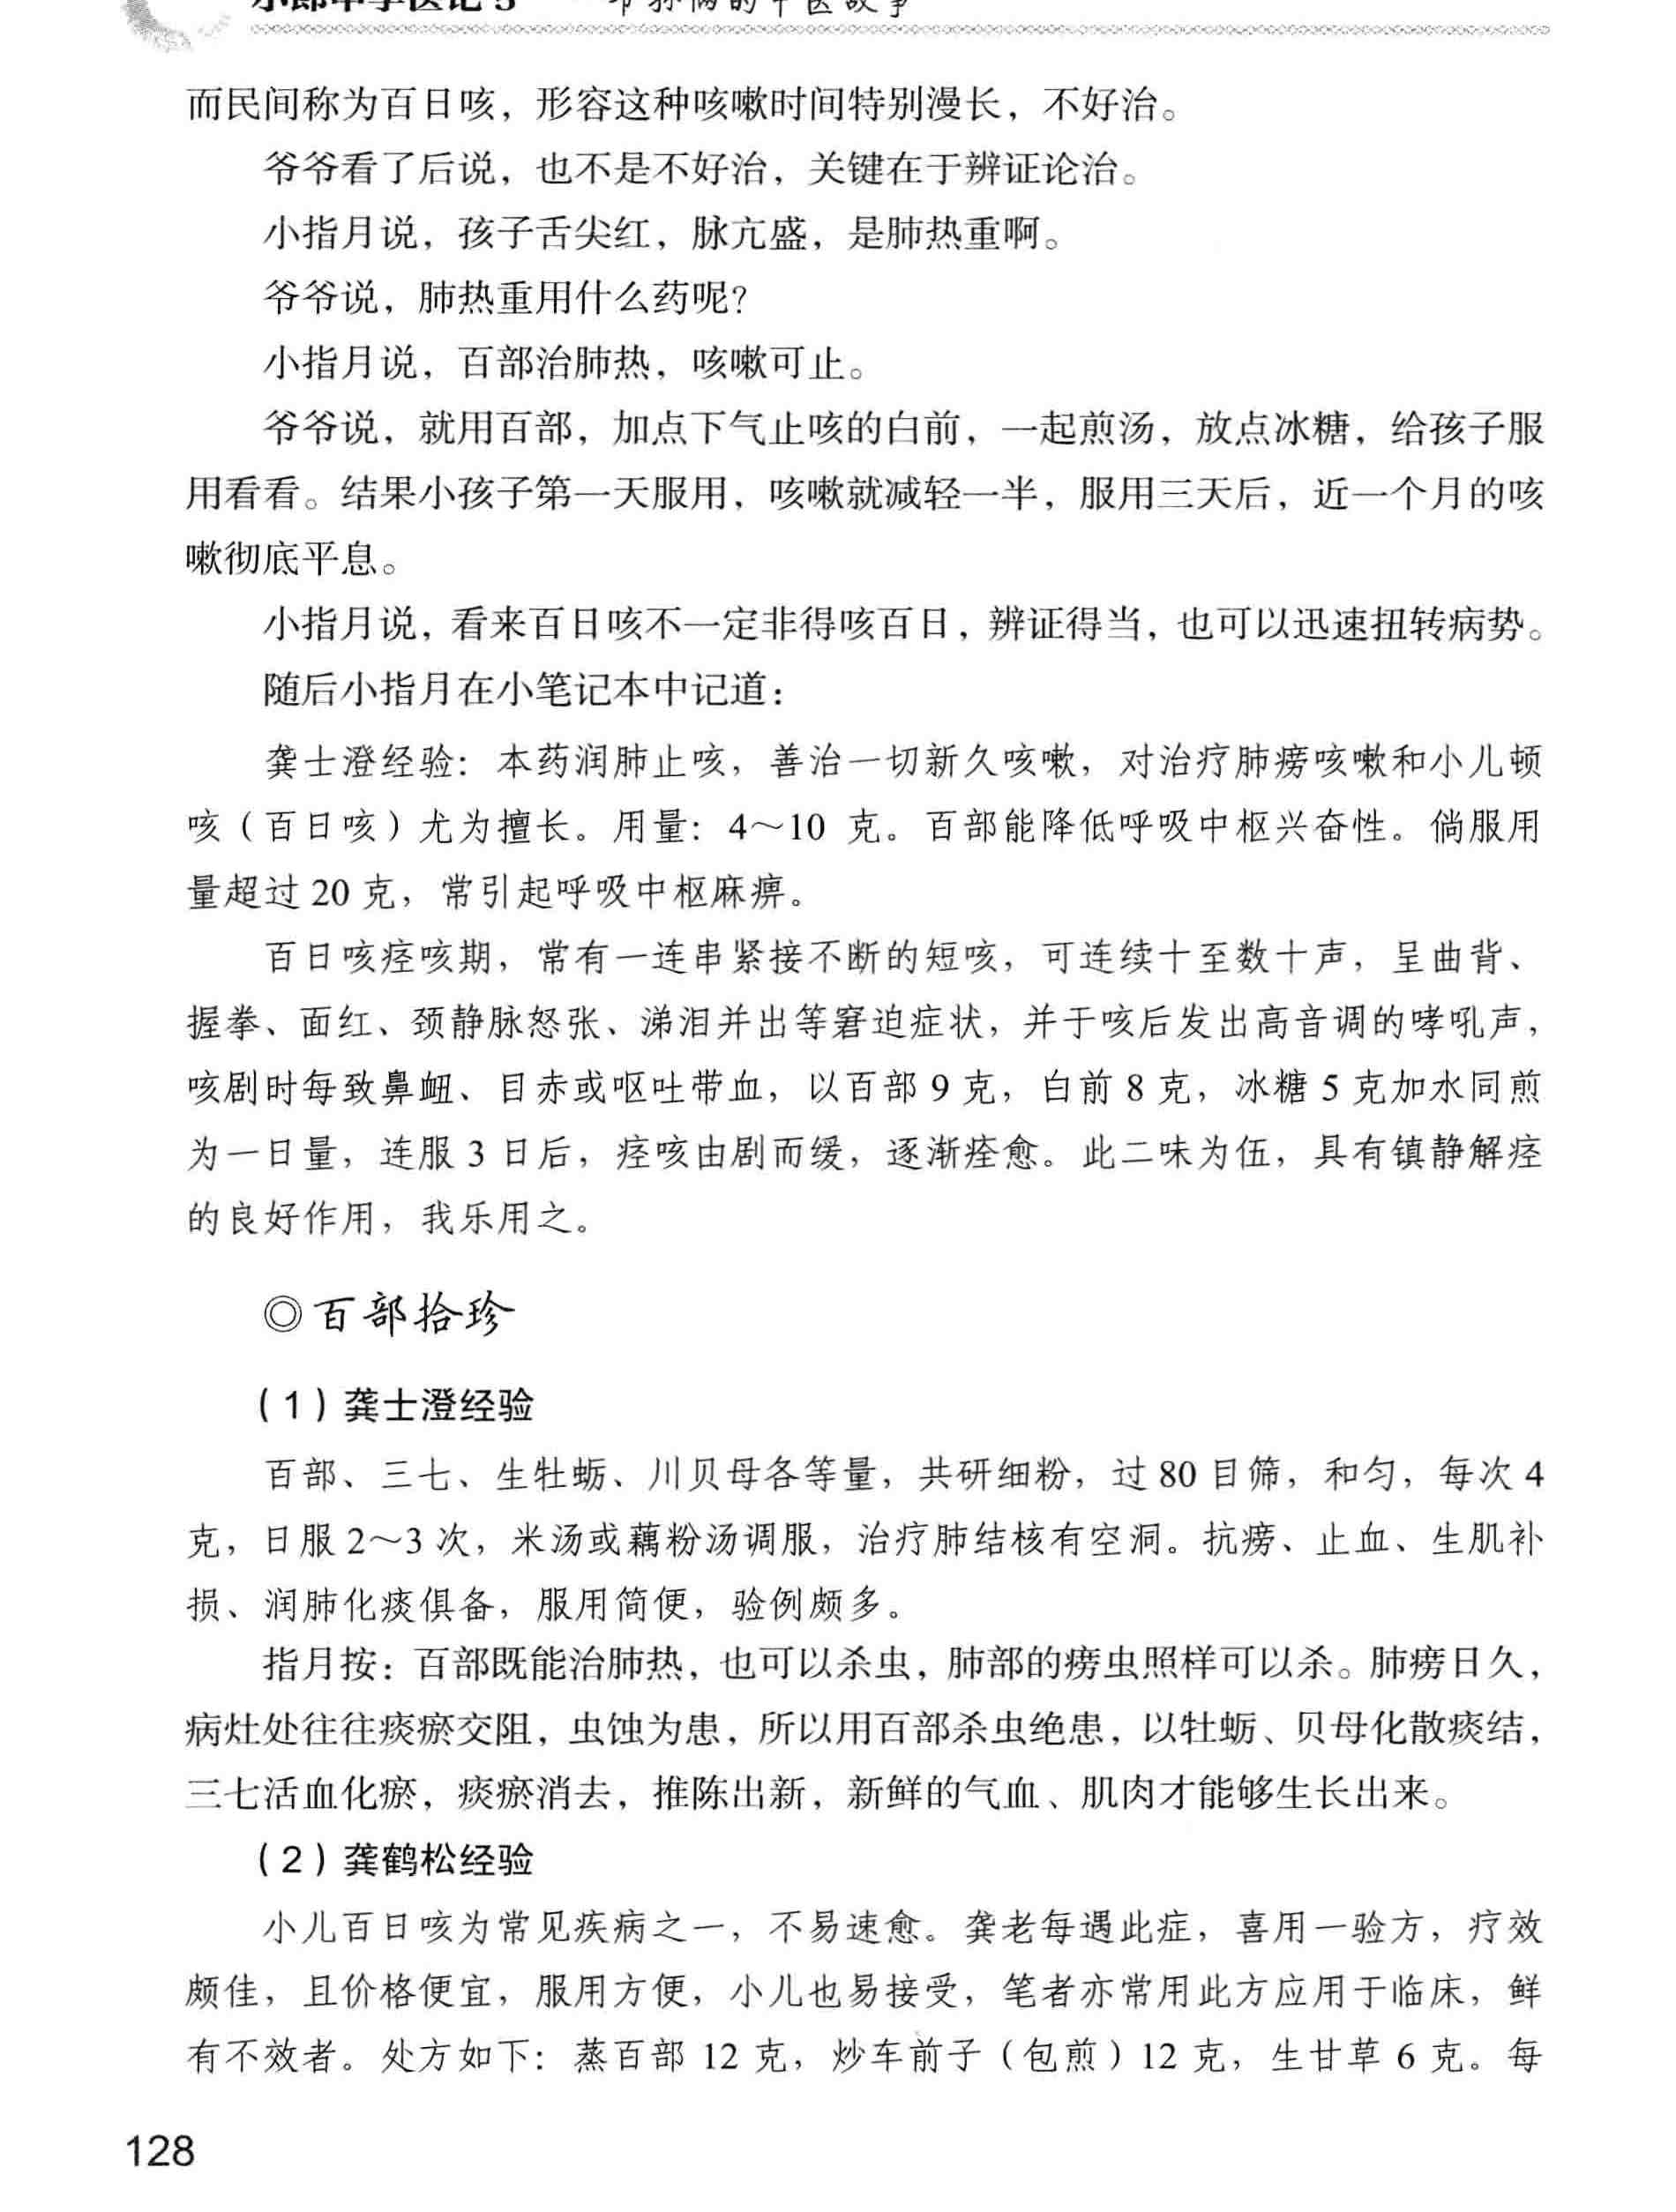 小郎中学医记5 爷孙俩的中医故事
而民间称为百日咳，形容这种咳嗽时间特别漫长，不好治。
爷爷看了后说，也不是不好治，关键在于辨证论治。
小指月说，孩子舌尖红，脉亢盛，是肺热重啊。
爷爷说，肺热重用什么药呢？
小指月说，百部治肺热，咳嗽可止。
爷爷说，就用百部，加点下气止咳的白前，一起煎汤，放点冰糖，给孩子服
用看看。结果小孩子第一天服用，咳嗽就减轻一半，服用三天后，近一个月的咳
嗽彻底平息。
小指月说，看来百日咳不一定非得咳百日，辨证得当，也可以迅速扭转病势。
随后小指月在小笔记本中记道：
龚士澄经验：本药润肺止咳，善治一切新久咳嗽，对治疗肺痨咳嗽和小儿顿
咳（百日咳）尤为擅长。用量：4～10 克。百部能降低呼吸中枢兴奋性。倘服用
量超过 20 克，常引起呼吸中枢麻痹。
百日咳痉咳期，常有一连串紧接不断的短咳，可连续十至数十声，呈曲背、
握拳、面红、颈静脉怒张、涕泪并出等窘迫症状，并于咳后发出高音调的哮吼声，
咳剧时每致鼻衄、目赤或呕吐带血，以百部 9 克，白前 8 克，冰糖 5 克加水同煎
为一日量，连服 3 日后，痉咳由剧而缓，逐渐痊愈。此二味为伍，具有镇静解痉
的良好作用，我乐用之。
◎百部拾珍
（1）龚士澄经验
百部、三七、生牡蛎、川贝母各等量，共研细粉，过 80 目筛，和匀，每次 4
克，日服 2～3 次，米汤或藕粉汤调服，治疗肺结核有空洞。抗痨、止血、生肌补
损、润肺化痰俱备，服用简便，验例颇多。
指月按：百部既能治肺热，也可以杀虫，肺部的痨虫照样可以杀。肺痨日久，
病灶处往往痰瘀交阻，虫蚀为患，所以用百部杀虫绝患，以牡蛎、贝母化散痰结，
三七活血化瘀，痰瘀消去，推陈出新，新鲜的气血、肌肉才能够生长出来。
（2）龚鹤松经验
小儿百日咳为常见疾病之一，不易速愈。龚老每遇此症，喜用一验方，疗效
颇佳，且价格便宜，服用方便，小儿也易接受，笔者亦常用此方应用于临床，鲜
有不效者。处方如下：蒸百部 12 克，炒车前子（包煎）12 克，生甘草 6 克。每
128